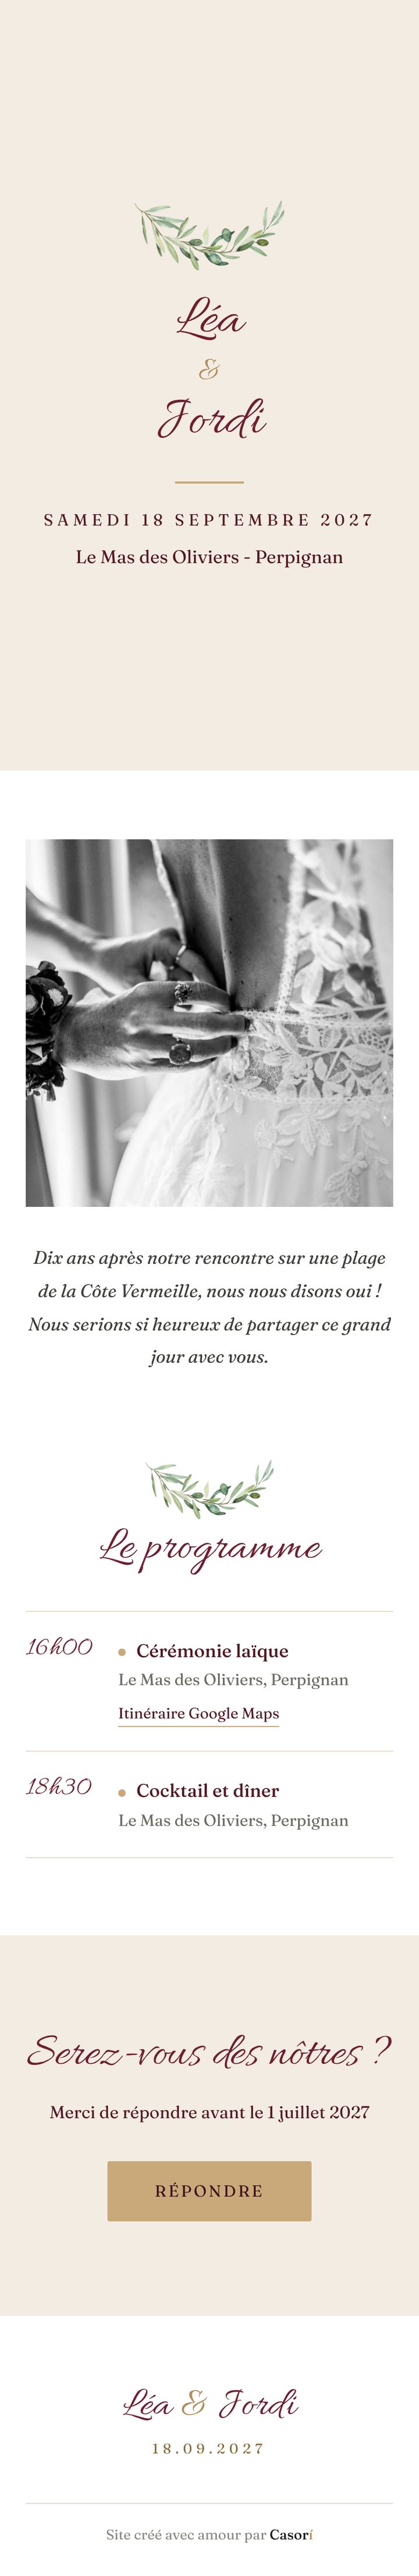 Léa
&
Jordi
SAMEDI 18 SEPTEMBRE 2027
Le Mas des Oliviers - Perpignan
Dix ans après notre rencontre sur une plage
de la Côte Vermeille, nous nous disons oui !
Nous serions si heureux de partager ce grand
jour avec vous.
Le programme
16h00
Cérémonie laïque
Le Mas des Oliviers, Perpignan
Itinéraire Google Maps
18h30
Cocktail et dîner
Le Mas des Oliviers, Perpignan
Serez-vous des nôtres ?
Merci de répondre avant le 1 juillet 2027
RÉPONDRE
Léa & Jordi
18.09.2027
Site créé avec amour par Casorí